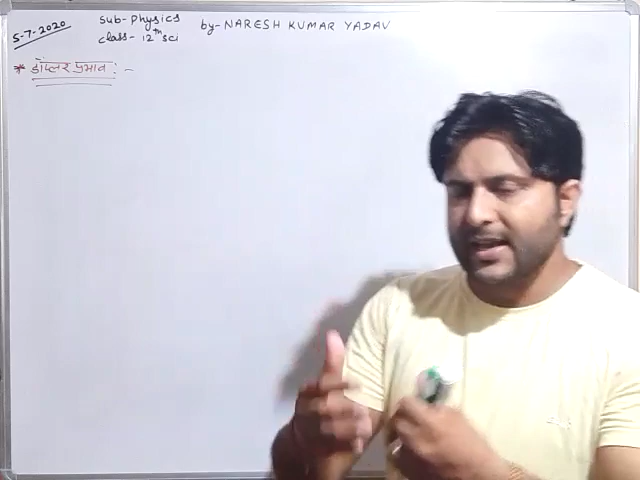 5-7-2020
Sub-Physics
class- 12th sci
by- NARESH KUMAR YADAV
* डॉप्लर प्रभाव :-